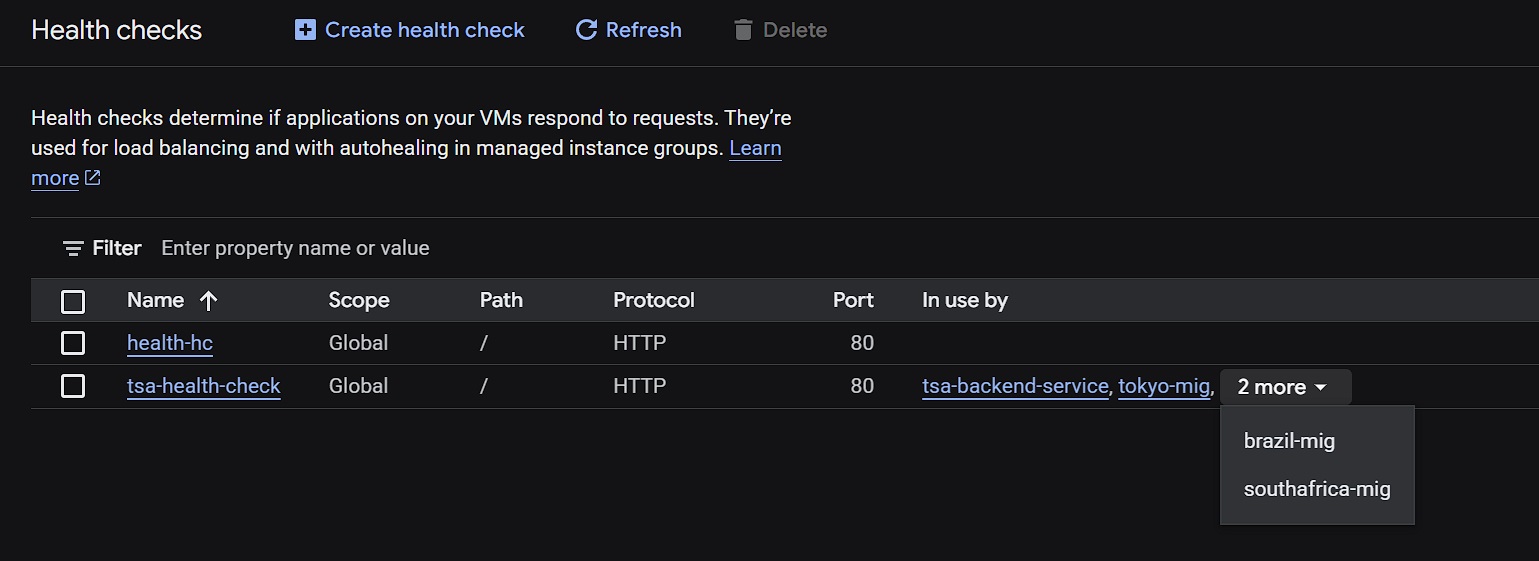 Health checks Create health check Refresh Delete
Health checks determine if applications on your VMs respond to requests. They’re
used for load balancing and with autohealing in managed instance groups. Learn
more
Filter Enter property name or value
Name Scope Path Protocol Port In use by
health-hc Global / HTTP 80
tsa-health-check Global / HTTP 80 tsa-backend-service, tokyo-mig, 2 more
brazil-mig
southafrica-mig